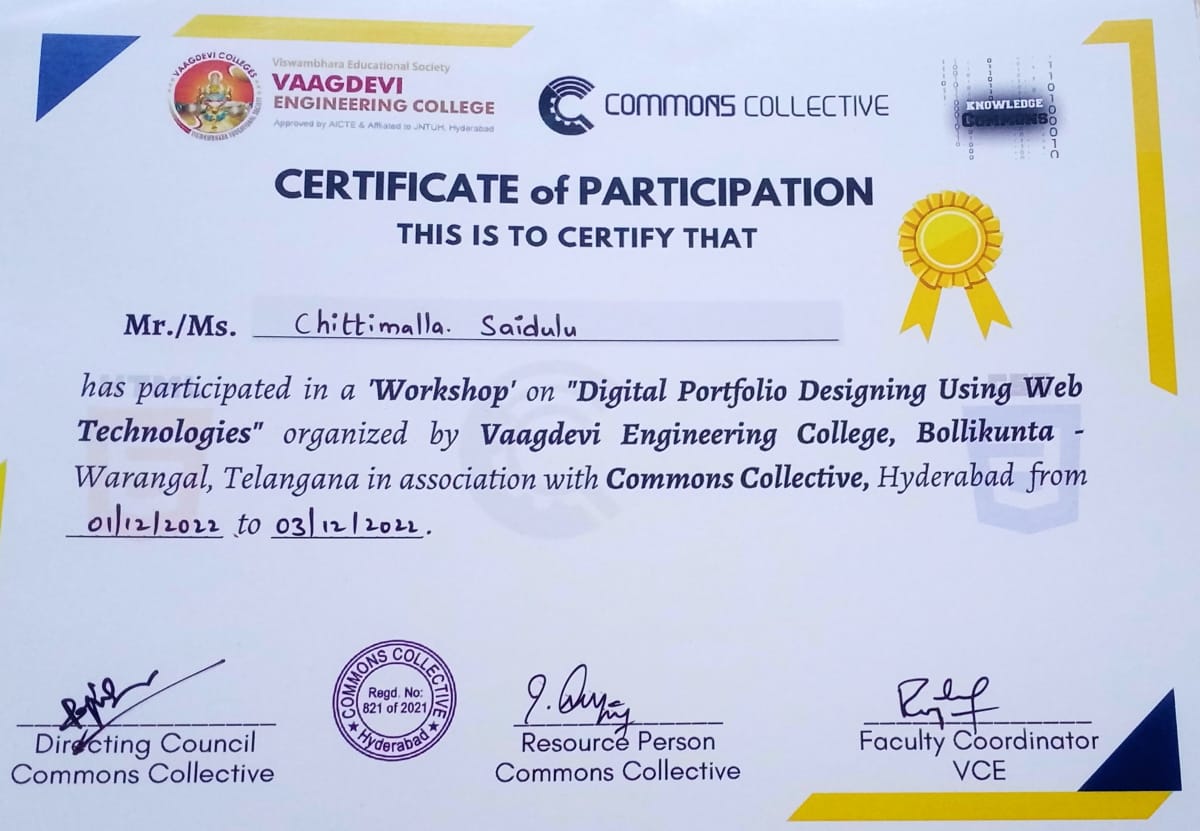 VAAGDEVI COLLEGES
Viswambhara Educational Society
VAAGDEVI
ENGINEERING COLLEGE
Approved by AICTE & Affiliated to JNTUH, Hyderabad
COMMONS COLLECTIVE
KNOWLEDGE
COMMONS
CERTIFICATE of PARTICIPATION
THIS IS TO CERTIFY THAT
Mr./Ms. Chittimalla. Saidulu
has participated in a 'Workshop' on "Digital Portfolio Designing Using Web
Technologies" organized by Vaagdevi Engineering College, Bollikunta -
Warangal, Telangana in association with Commons Collective, Hyderabad from
01/12/2022 to 03/12/2022.
COMMONS COLLECTIVE
Regd. No:
821 of 2021
Hyderabad
Directing Council
Commons Collective
Resource Person
Commons Collective
Faculty Coordinator
VCE